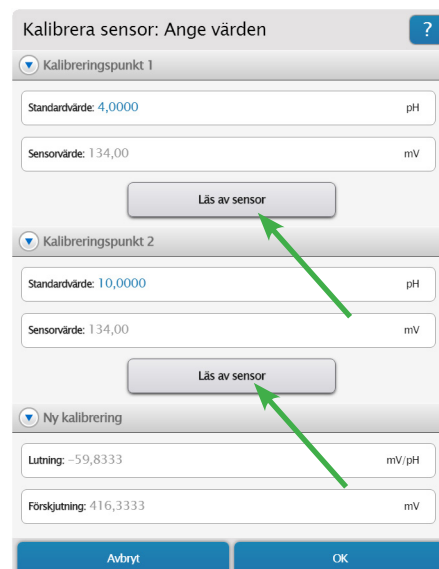 Kalibrera sensor: Ange värden ?
Kalibreringspunkt 1
Standardvärde: 4,0000 pH
Sensorvärde: 134,00 mV
Läs av sensor
Kalibreringspunkt 2
Standardvärde: 10,0000 pH
Sensorvärde: 134,00 mV
Läs av sensor
Ny kalibrering
Lutning: –59,8333 mV/pH
Förskjutning: 416,3333 mV
Avbryt OK